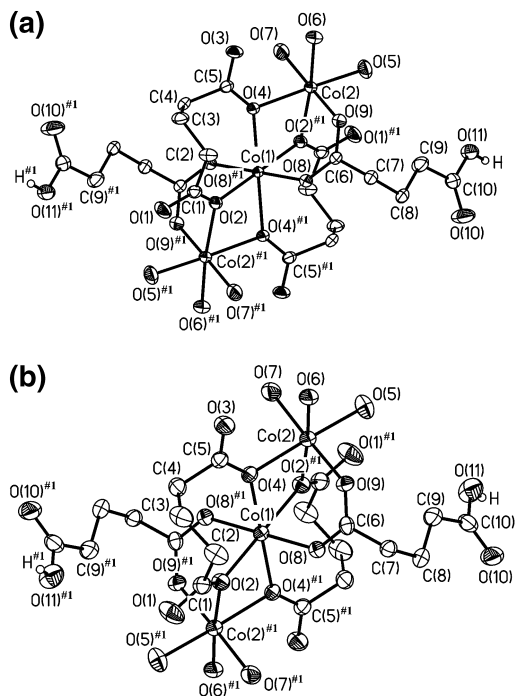 (a)
O(6)
O(3)
O(7)
O(5)
C(5)
Co(2)
O(10)#1
C(4)
O(4)
O(9)
C(3)
O(2)#1
O(1)#1
C(9)
O(11)
H#1
C(2)
Co(1)
H
O(8)#1
O(8)
C(6)
C(7)
O(11)#1
C(9)#1
C(1)
C(10)
O(1)
O(2)
C(8)
O(10)
O(9)#1
O(4)#1
Co(2)#1
C(5)#1
O(5)#1
O(6)#1
O(7)#1
(b)
O(7)
O(6)
O(5)
O(3)
Co(2)
O(1)#1
C(5)
O(2)#1
C(4)
O(4)
O(9)
O(11)
O(10)#1
C(3)
O(8)#1
Co(1)
C(9)
H
C(2)
C(6)
C(10)
H#1
O(8)
O(9)#1
C(7)
C(8)
O(10)
C(9)#1
O(2)
O(4)#1
O(11)#1
O(1)
C(1)
C(5)#1
O(5)#1
Co(2)#1
O(6)#1
O(7)#1